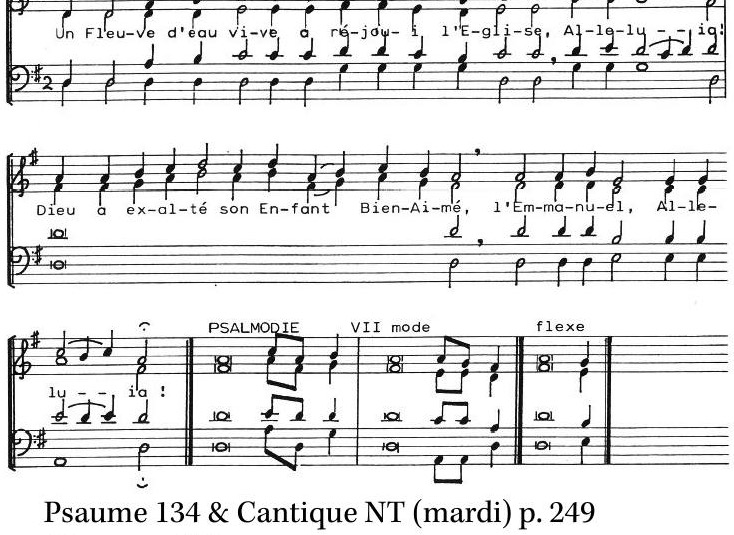 Un Fleu-ve d'eau vi-ve a ré-jou- i l'E-gli-se, Al-le-lu - - ia!
2
Dieu a ex-al-té son En-fant Bien-Ai-mé, l'Em-ma-nu-el, Al-le-
PSALMODIE VII mode flexe
lu - - ia !
Psaume 134 & Cantique NT (mardi) p. 249